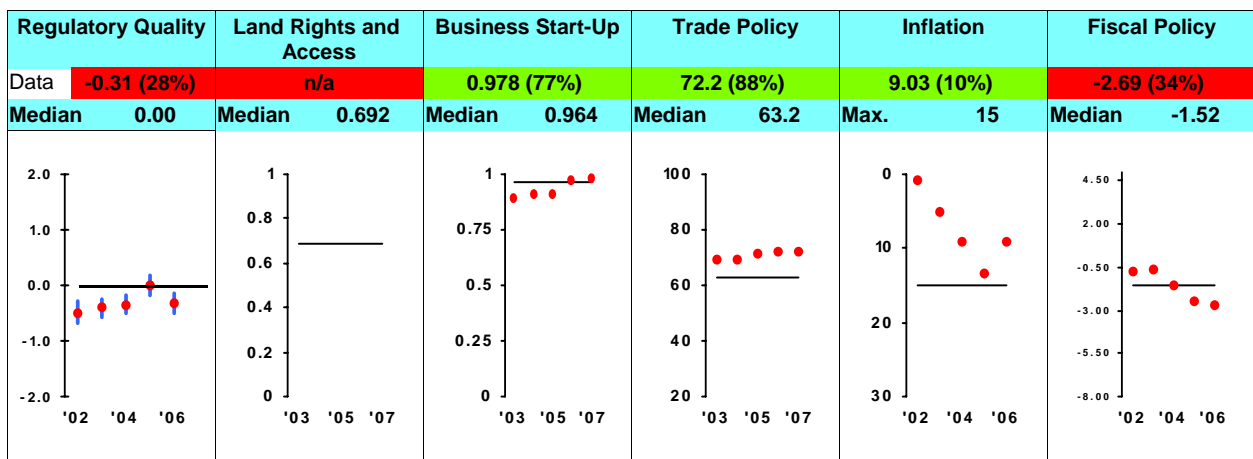 Regulatory Quality
Land Rights and
Access
Business Start-Up
Trade Policy
Inflation
Fiscal Policy
Data -0.31 (28%)
n/a
0.978 (77%)
72.2 (88%)
9.03 (10%)
-2.69 (34%)
Median 0.00
Median 0.692
Median 0.964
Median 63.2
Max. 15
Median -1.52
2.0
1.0
0.0
-1.0
-2.0
'02 '04 '06
1
0.8
0.6
0.4
0.2
0
'03 '05 '07
1
0.75
0.5
0.25
0
'03 '05 '07
100
80
60
40
20
'03 '05 '07
0
10
20
30
'02 '04 '06
4.50
2.00
-0.50
-3.00
-5.50
-8.00
'02 '04 '06